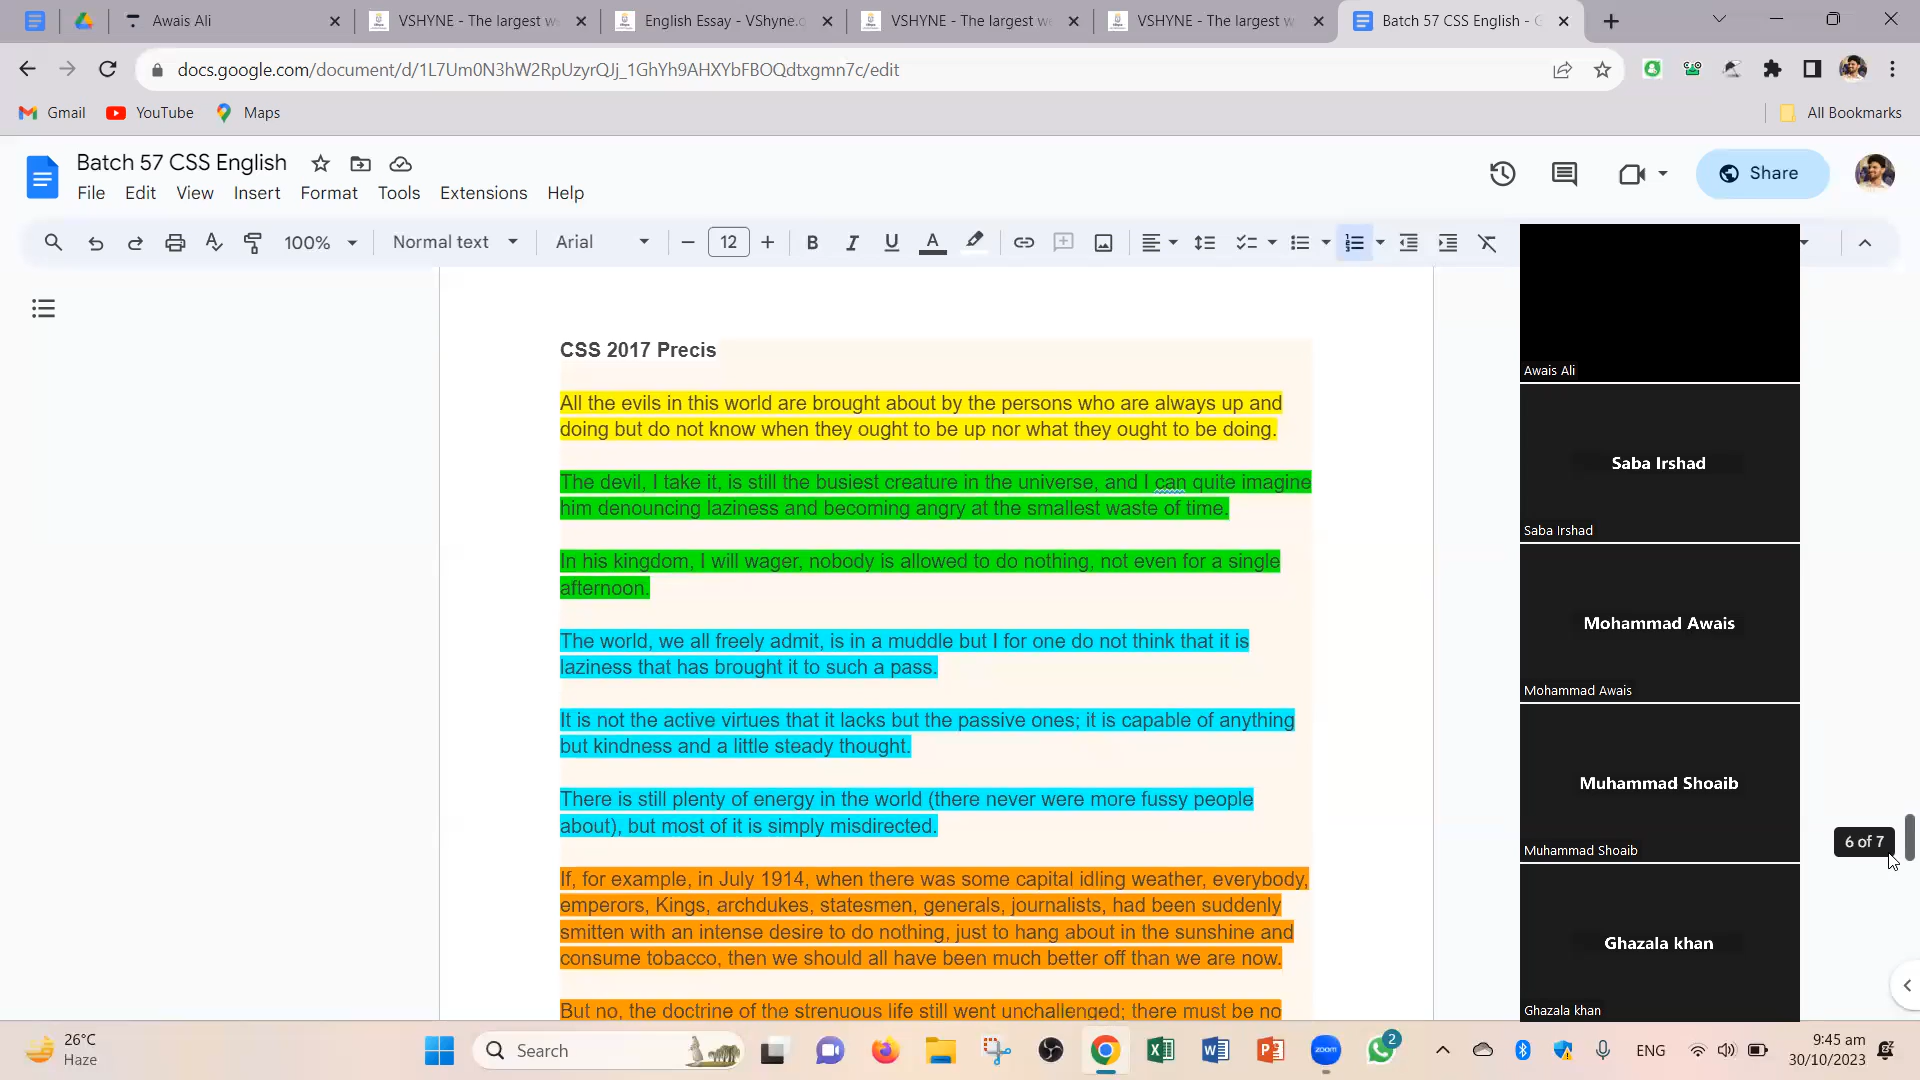 Awais Ali
VSHYNE - The largest w
English Essay - VShyne.
VSHYNE - The largest w
VSHYNE - The largest w
Batch 57 CSS English - G
docs.google.com/document/d/1L7Um0N3hW2RpUzyrQJj_1GhYh9AHXYbFBOQdtxgmn7c/edit
Gmail
YouTube
Maps
All Bookmarks
Batch 57 CSS English
Share
File
Edit
View
Insert
Format
Tools
Extensions
Help
100%
Normal text
Arial
12
CSS 2017 Precis
All the evils in this world are brought about by the persons who are always up and
doing but do not know when they ought to be up nor what they ought to be doing.
The devil, I take it, is still the busiest creature in the universe, and I can quite imagine
him denouncing laziness and becoming angry at the smallest waste of time.
In his kingdom, I will wager, nobody is allowed to do nothing, not even for a single
afternoon.
The world, we all freely admit, is in a muddle but I for one do not think that it is
laziness that has brought it to such a pass.
It is not the active virtues that it lacks but the passive ones; it is capable of anything
but kindness and a little steady thought.
There is still plenty of energy in the world (there never were more fussy people
about), but most of it is simply misdirected.
If, for example, in July 1914, when there was some capital idling weather, everybody,
emperors, Kings, archdukes, statesmen, generals, journalists, had been suddenly
smitten with an intense desire to do nothing, just to hang about in the sunshine and
consume tobacco, then we should all have been much better off than we are now.
But no, the doctrine of the strenuous life still went unchallenged; there must be no
Awais Ali
Saba Irshad
Saba Irshad
Mohammad Awais
Mohammad Awais
Muhammad Shoaib
Muhammad Shoaib
Ghazala khan
Ghazala khan
6 of 7
26°C
Haze
Search
zoom
2
ENG
9:45 am
30/10/2023